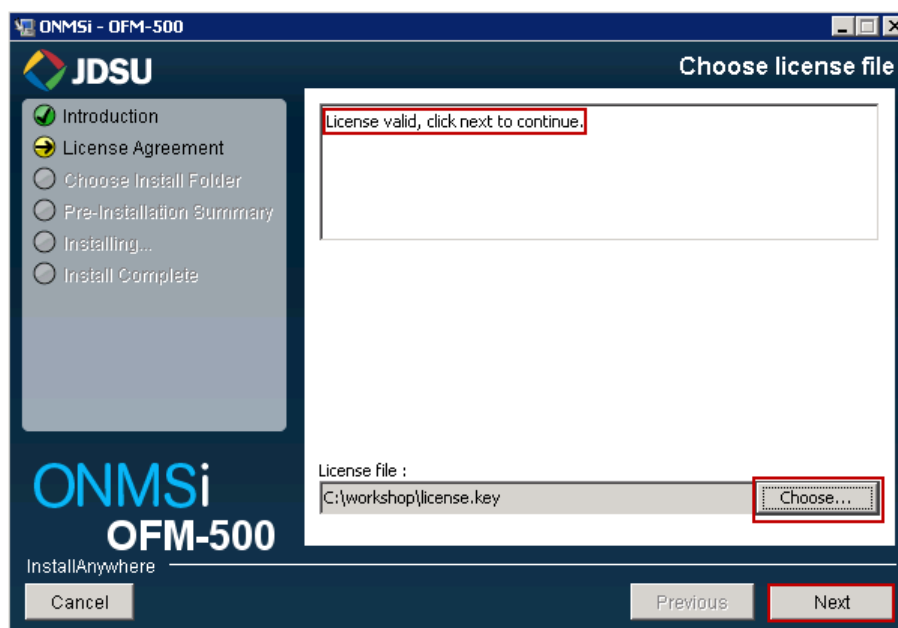 ONMSi - OFM-500
JDSU
Choose license file
Introduction
License Agreement
Choose Install Folder
Pre-Installation Summary
Installing...
Install Complete
License valid, click next to continue.
License file :
C:\workshop\license.key
Choose...
ONMSi
OFM-500
InstallAnywhere
Cancel
Previous
Next